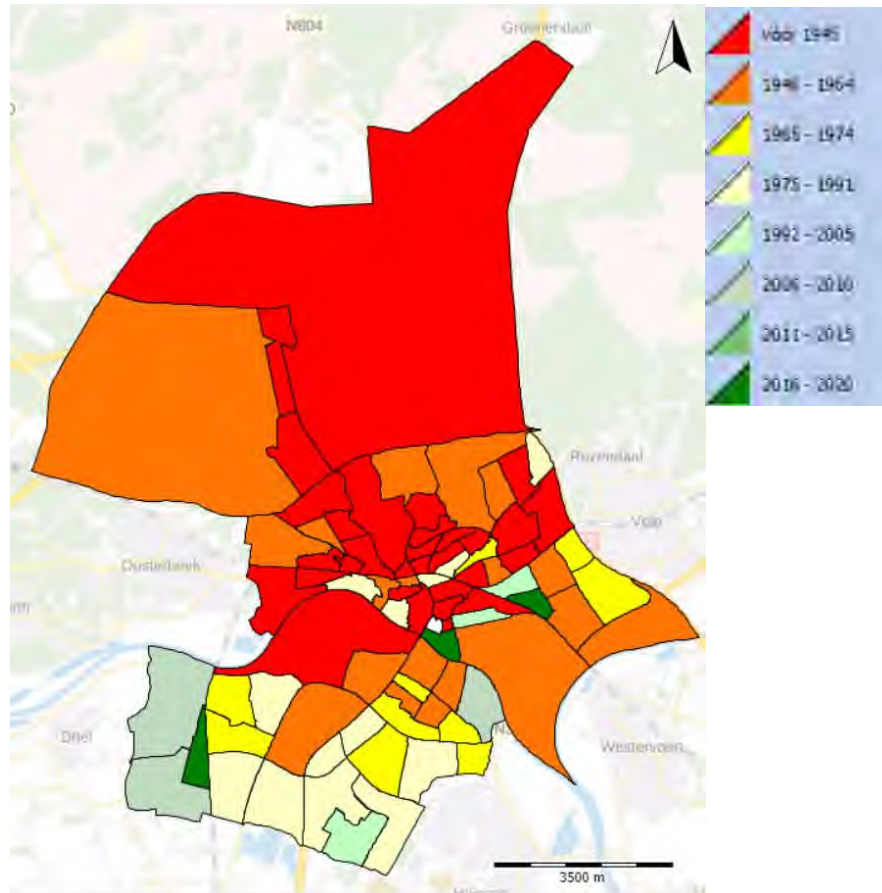 N804
Groenendaal
vóór 1945
1946 - 1964
1965 - 1974
1975 - 1991
1992 - 2005
2006 - 2010
2011 - 2015
2016 - 2020
Rozendaal
Velp
Oosterbeek
Driel
Westervoort
3500 m